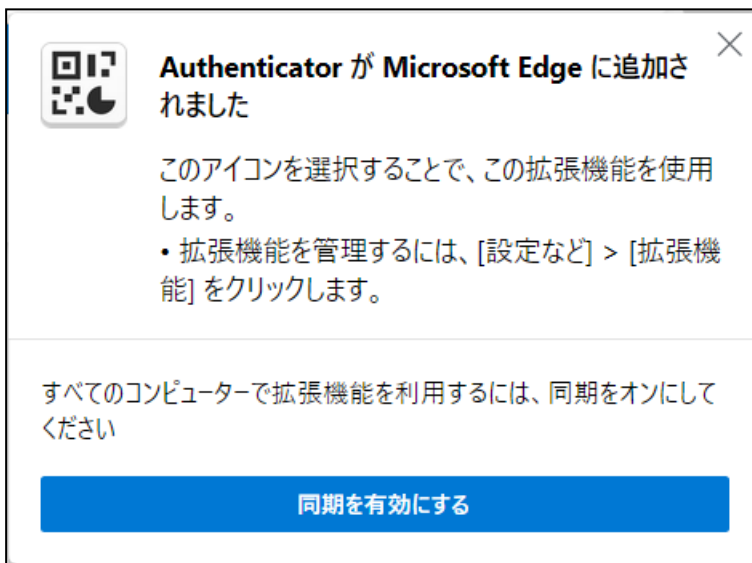 Authenticator が Microsoft Edge に追加さ
れました
このアイコンを選択することで、この拡張機能を使用
します。
• 拡張機能を管理するには、[設定など] > [拡張機
能] をクリックします。
すべてのコンピューターで拡張機能を利用するには、同期をオンにして
ください
同期を有効にする